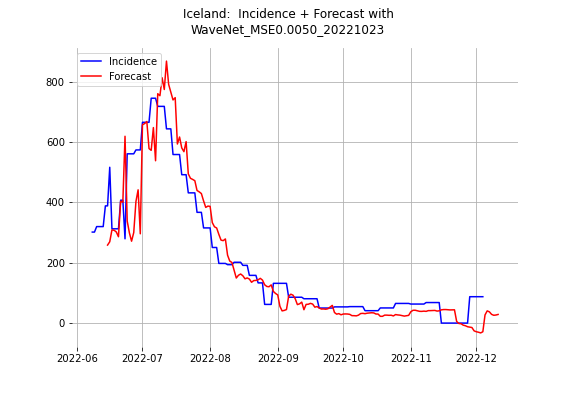 Iceland:  Incidence + Forecast with
WaveNet_MSE0.0050_20221023
Incidence
Forecast
800
600
400
200
0
2022-06 2022-07 2022-08 2022-09 2022-10 2022-11 2022-12